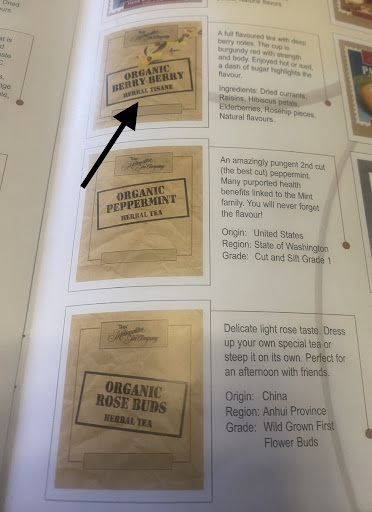 ORGANIC
BERRY BERRY
HERBAL TISANE
A full flavoured tea with deep
berry notes. The cup is
burgundy red with strength
and body. Enjoyed hot or iced,
a dash of sugar highlights the
flavour.
Ingredients: Dried currants,
Raisins, Hibiscus petals,
Elderberries, Rosehip pieces,
Natural flavours.
ORGANIC
PEPPERMINT
HERBAL TEA
An amazingly pungent 2nd cut
(the best cut) peppermint.
Many purported health
benefits linked to the Mint
family. You will never forget
the flavour!
Origin: United States
Region: State of Washington
Grade: Cut and Sift Grade 1
ORGANIC
ROSE BUDS
HERBAL TEA
Delicate light rose taste. Dress
up your own special tea or
steep it on its own. Perfect for
an afternoon with friends.
Origin: China
Region: Anhui Province
Grade: Wild Grown First
Flower Buds